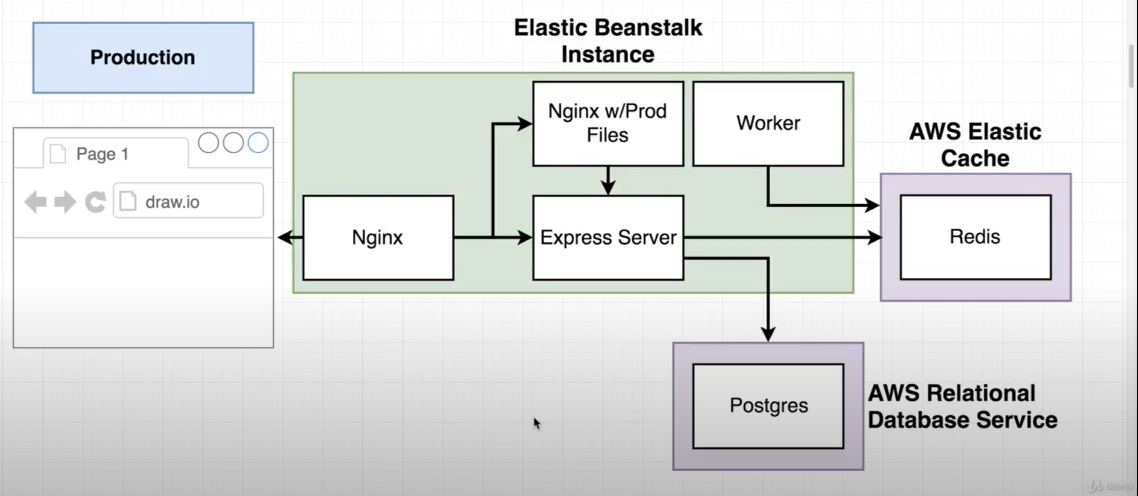 Production
Elastic Beanstalk
Instance
Page 1
draw.io
Nginx
Nginx w/Prod
Files
Worker
Express Server
AWS Elastic
Cache
Redis
Postgres
AWS Relational
Database Service
Udemy